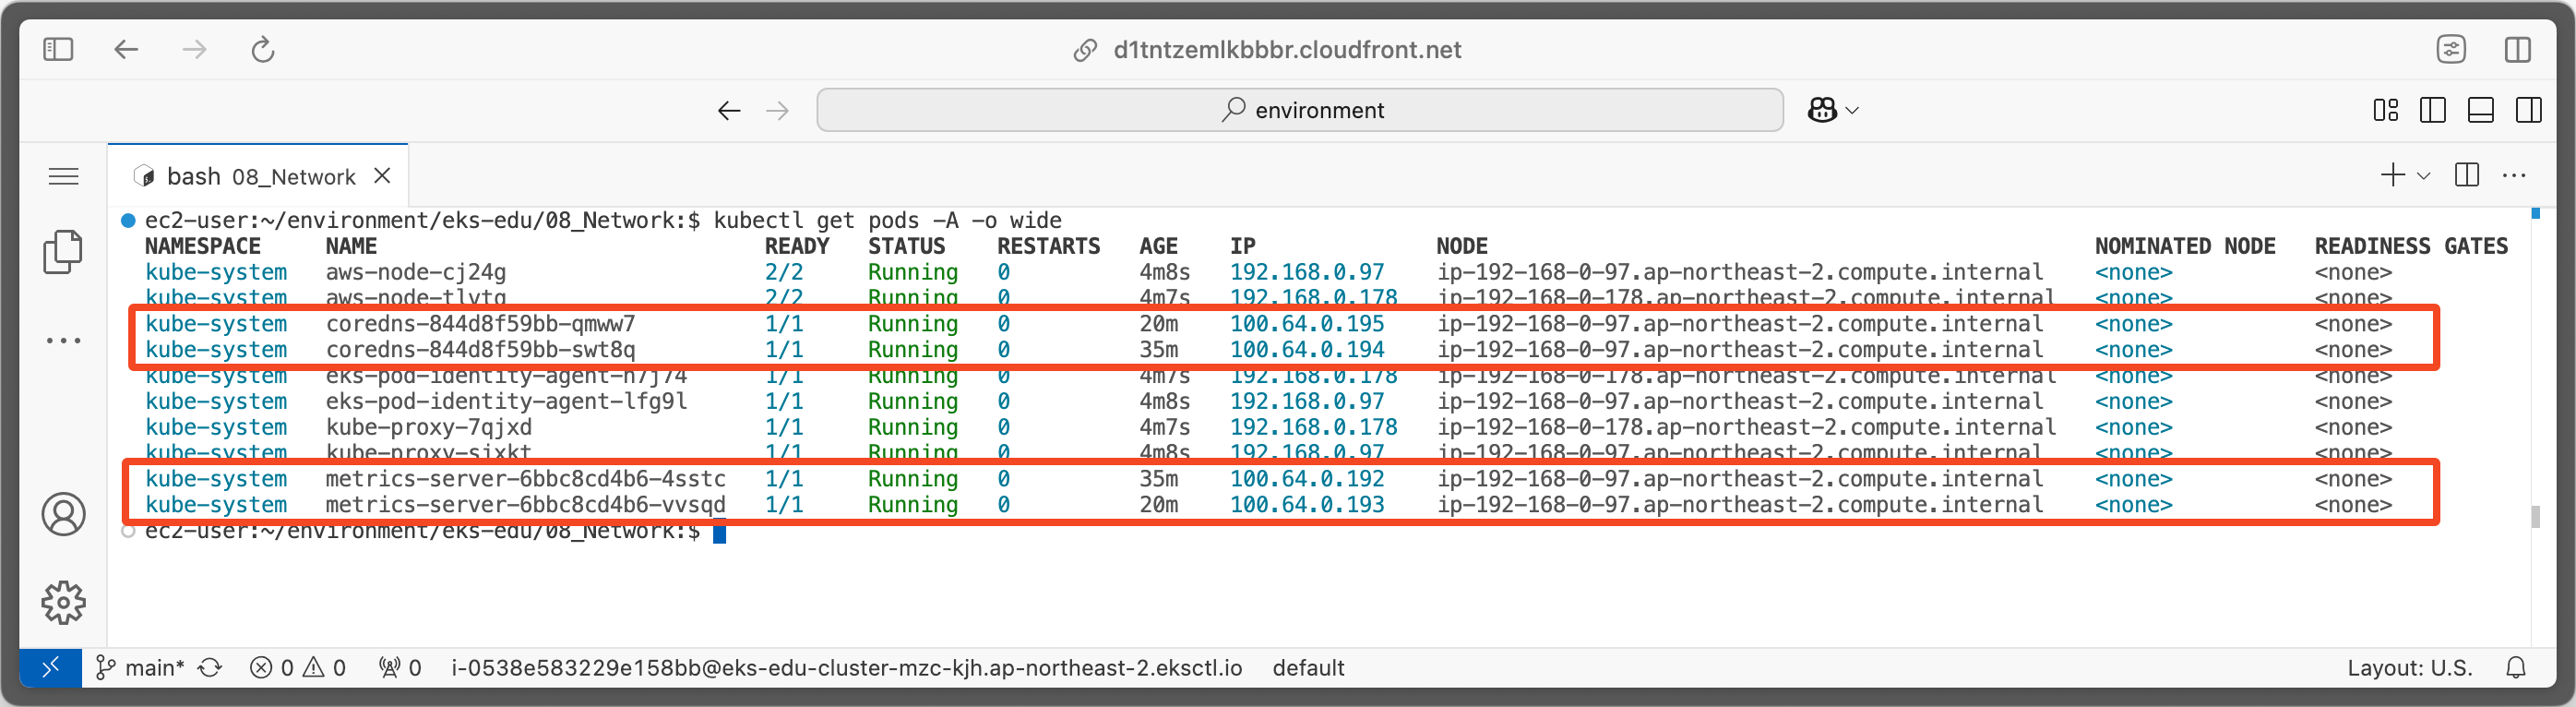 d1tntzemlkbbbr.cloudfront.net
environment
bash 08_Network
ec2-user:~/environment/eks-edu/08_Network:$ kubectl get pods -A -o wide
NAMESPACE NAME READY STATUS RESTARTS AGE IP NODE NOMINATED NODE READINESS GATES
kube-system aws-node-cj24g 2/2 Running 0 4m8s 192.168.0.97 ip-192-168-0-97.ap-northeast-2.compute.internal <none> <none>
kube-system aws-node-tlvtq 2/2 Running 0 4m7s 192.168.0.178 ip-192-168-0-178.ap-northeast-2.compute.internal <none> <none>
kube-system coredns-844d8f59bb-qmww7 1/1 Running 0 20m 100.64.0.195 ip-192-168-0-97.ap-northeast-2.compute.internal <none> <none>
kube-system coredns-844d8f59bb-swt8q 1/1 Running 0 35m 100.64.0.194 ip-192-168-0-97.ap-northeast-2.compute.internal <none> <none>
kube-system eks-pod-identity-agent-h7j74 1/1 Running 0 4m7s 192.168.0.178 ip-192-168-0-178.ap-northeast-2.compute.internal <none> <none>
kube-system eks-pod-identity-agent-lfg9l 1/1 Running 0 4m8s 192.168.0.97 ip-192-168-0-97.ap-northeast-2.compute.internal <none> <none>
kube-system kube-proxy-7qjxd 1/1 Running 0 4m7s 192.168.0.178 ip-192-168-0-178.ap-northeast-2.compute.internal <none> <none>
kube-system kube-proxy-sjxkt 1/1 Running 0 4m8s 192.168.0.97 ip-192-168-0-97.ap-northeast-2.compute.internal <none> <none>
kube-system metrics-server-6bbc8cd4b6-4sstc 1/1 Running 0 35m 100.64.0.192 ip-192-168-0-97.ap-northeast-2.compute.internal <none> <none>
kube-system metrics-server-6bbc8cd4b6-vvsqd 1/1 Running 0 20m 100.64.0.193 ip-192-168-0-97.ap-northeast-2.compute.internal <none> <none>
ec2-user:~/environment/eks-edu/08_Network:$
main* 0 0 0 i-0538e583229e158bb@eks-edu-cluster-mzc-kjh.ap-northeast-2.eksctl.io default Layout: U.S.